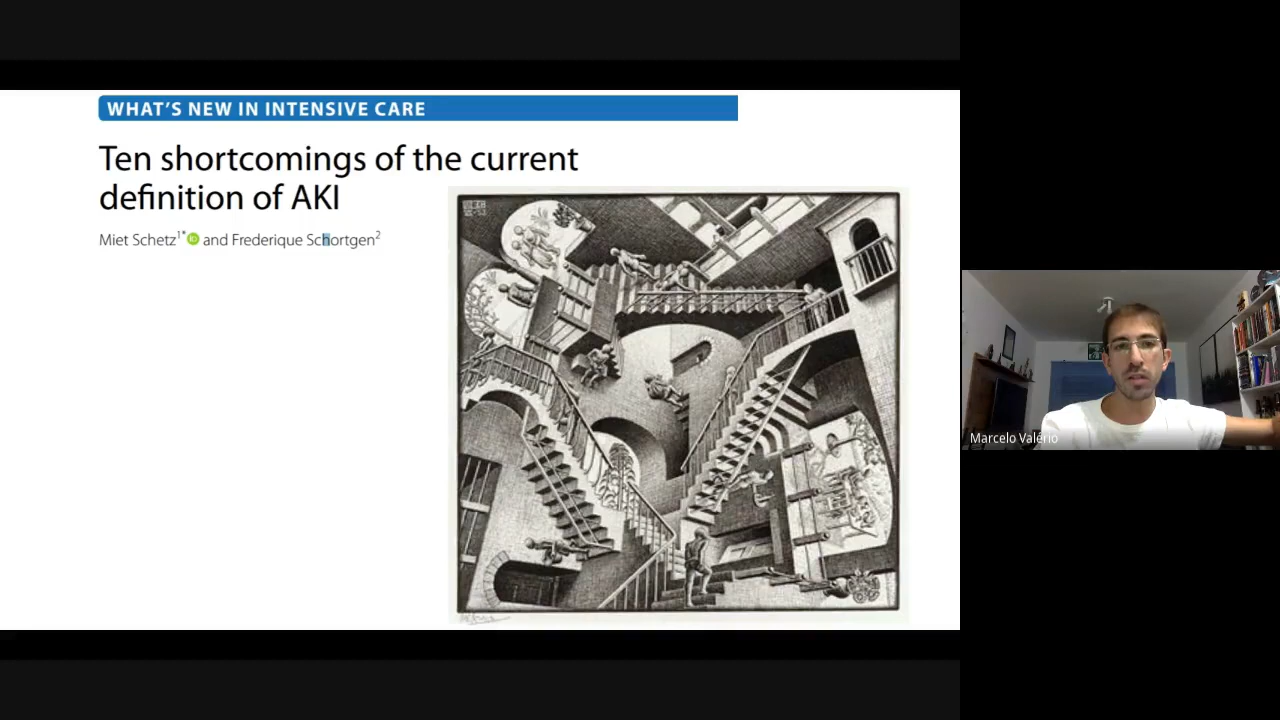 WHAT'S NEW IN INTENSIVE CARE
Ten shortcomings of the current
definition of AKI
Miet Schetz1* iD and Frederique Schortgen2
Marcelo Valério